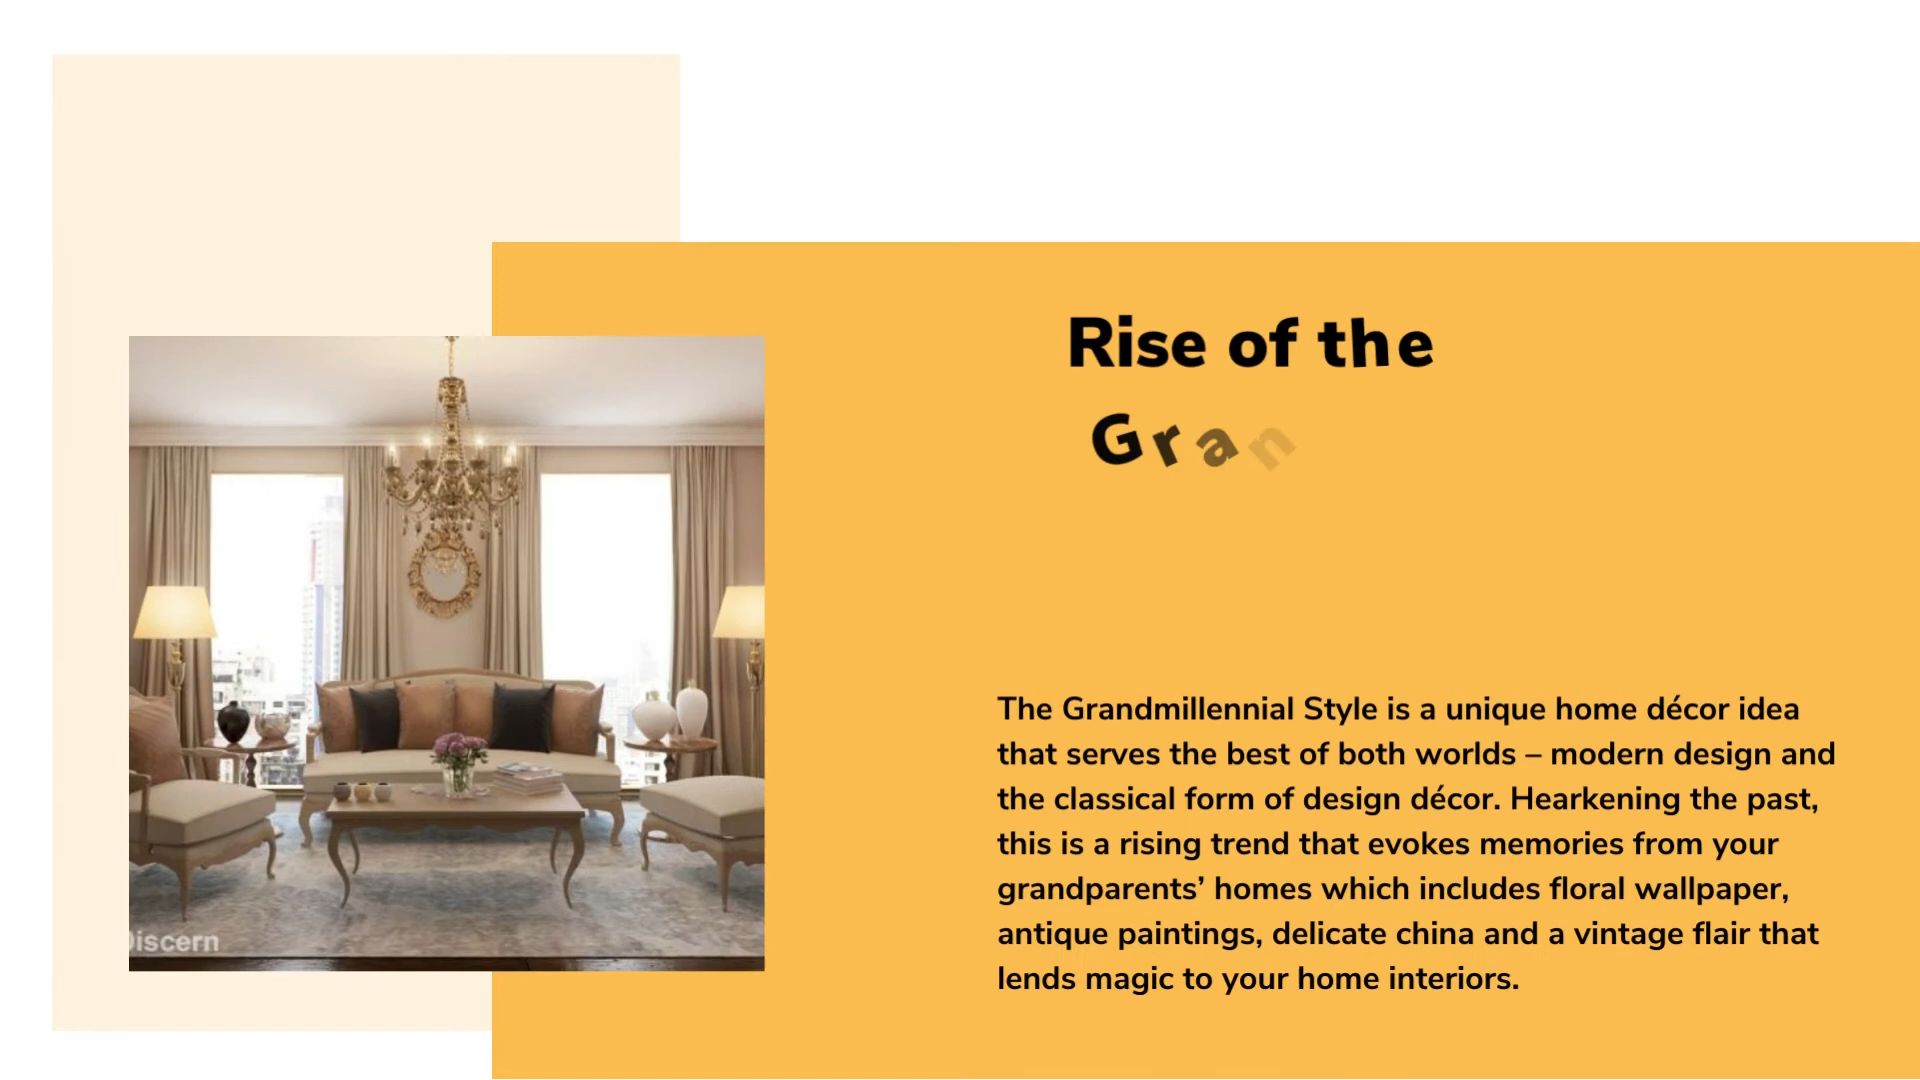 Rise of the
Gran
The Grandmillennial Style is a unique home décor idea
that serves the best of both worlds – modern design and
the classical form of design décor. Hearkening the past,
this is a rising trend that evokes memories from your
grandparents’ homes which includes floral wallpaper,
antique paintings, delicate china and a vintage flair that
lends magic to your home interiors.
Discern